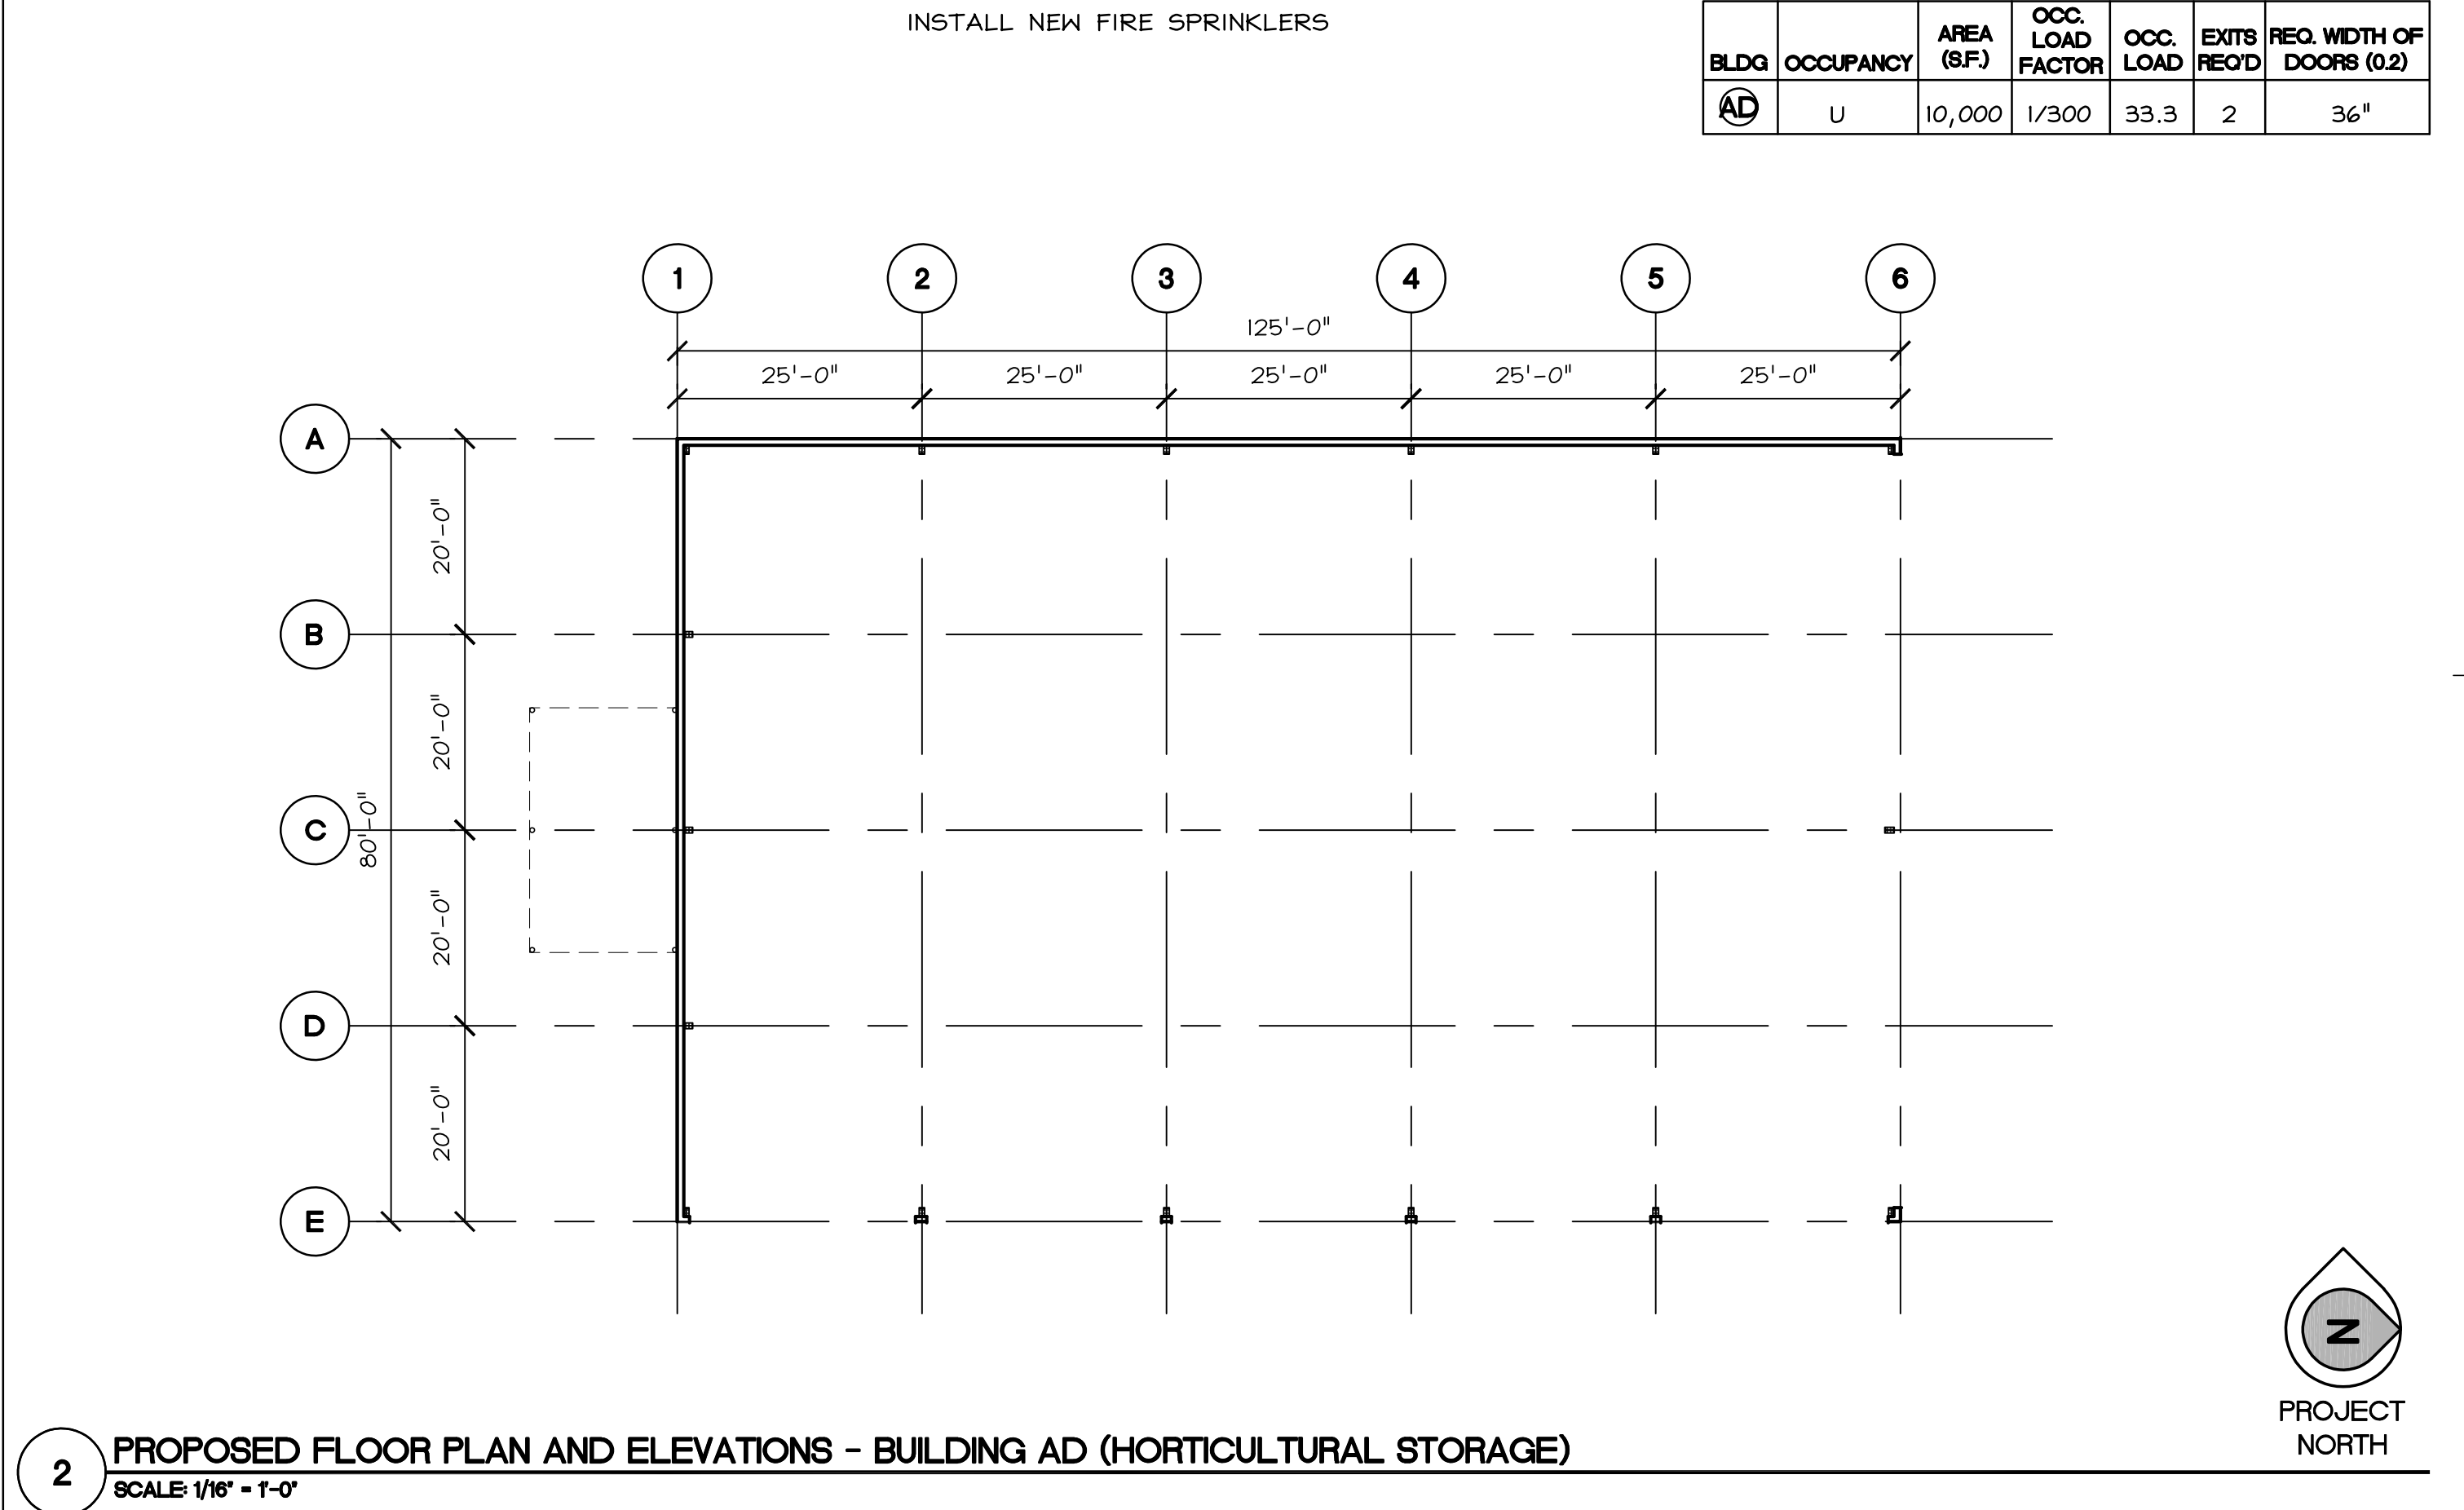 INSTALL NEW FIRE SPRINKLERS
BLDG OCCUPANCY AREA (S.F.) OCC. LOAD FACTOR OCC. LOAD EXITS REQ'D REQ. WIDTH OF DOORS (0.2)
AD U 10,000 1/300 33.3 2 36"
1 2 3 4 5 6
125'-0"
25'-0" 25'-0" 25'-0" 25'-0" 25'-0"
A
20'-0"
B
20'-0"
C
80'-0"
20'-0"
D
20'-0"
E
N
PROJECT
NORTH
2 PROPOSED FLOOR PLAN AND ELEVATIONS - BUILDING AD (HORTICULTURAL STORAGE)
SCALE: 1/16" = 1'-0"